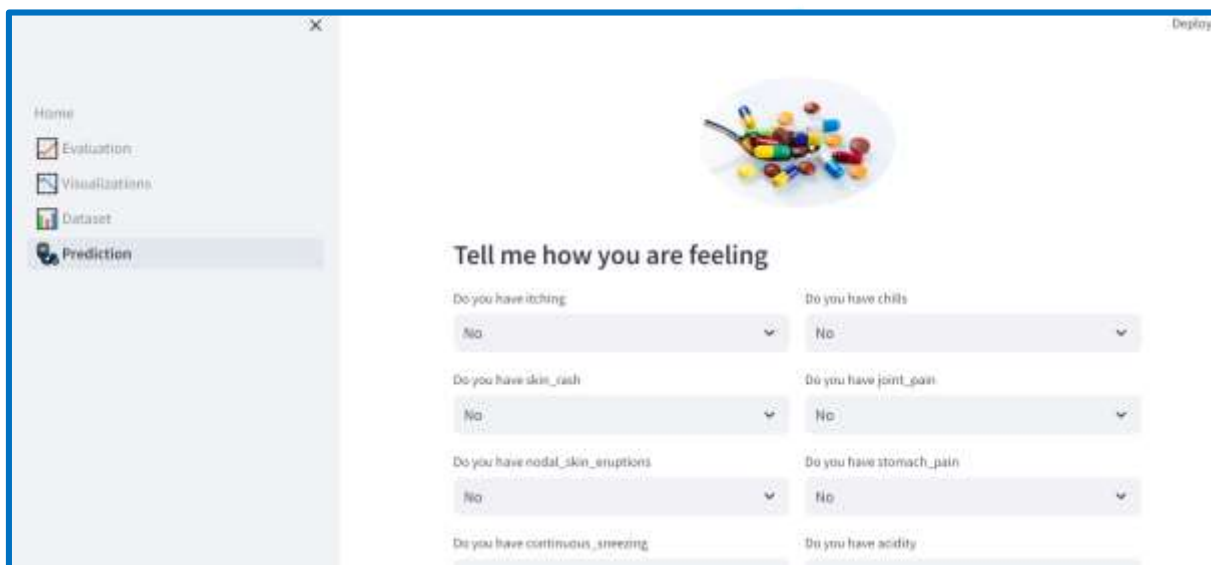 Deploy
Home
Evaluation
Visualizations
Dataset
Prediction
Tell me how you are feeling
Do you have itching
Do you have chills
No
No
Do you have skin_rash
Do you have joint_pain
No
No
Do you have nodal_skin_eruptions
Do you have stomach_pain
No
No
Do you have continuous_sneezing
Do you have acidity